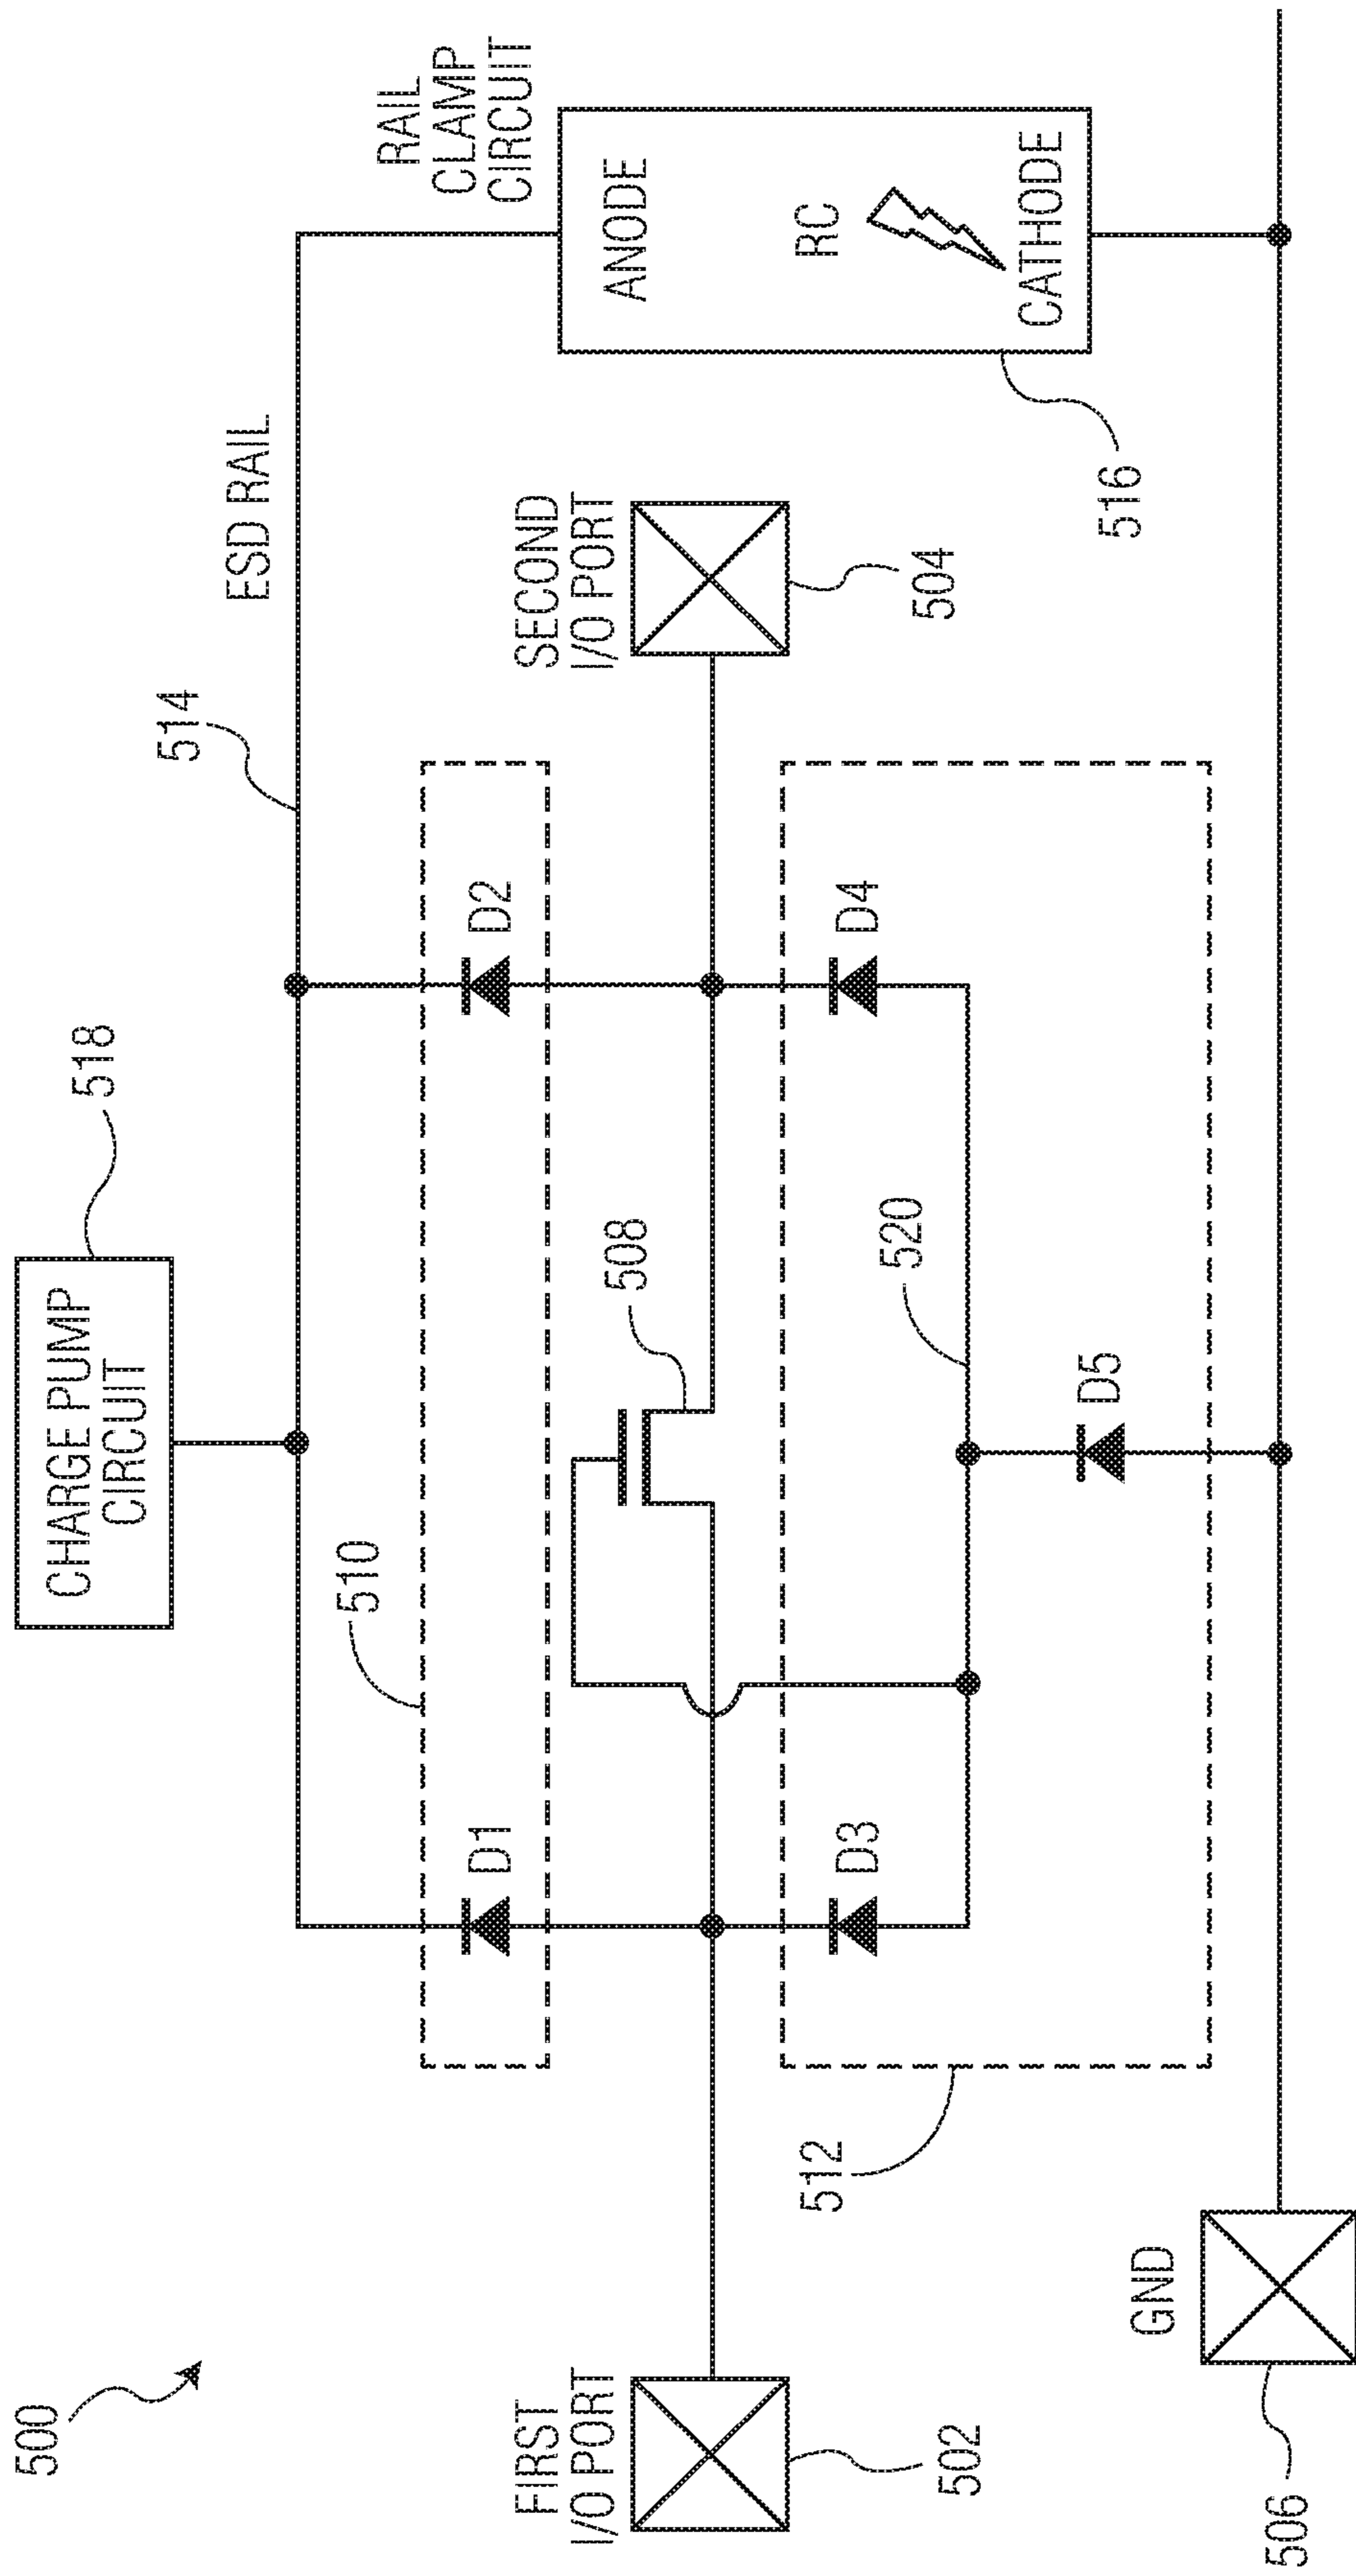 500
CHARGE PUMP
CIRCUIT
518
514
ESD RAIL
RAIL
CLAMP
CIRCUIT
510
D1
D2
FIRST
I/O PORT
502
508
SECOND
I/O PORT
504
ANODE
RC
CATHODE
516
512
D3
520
D4
D5
GND
506